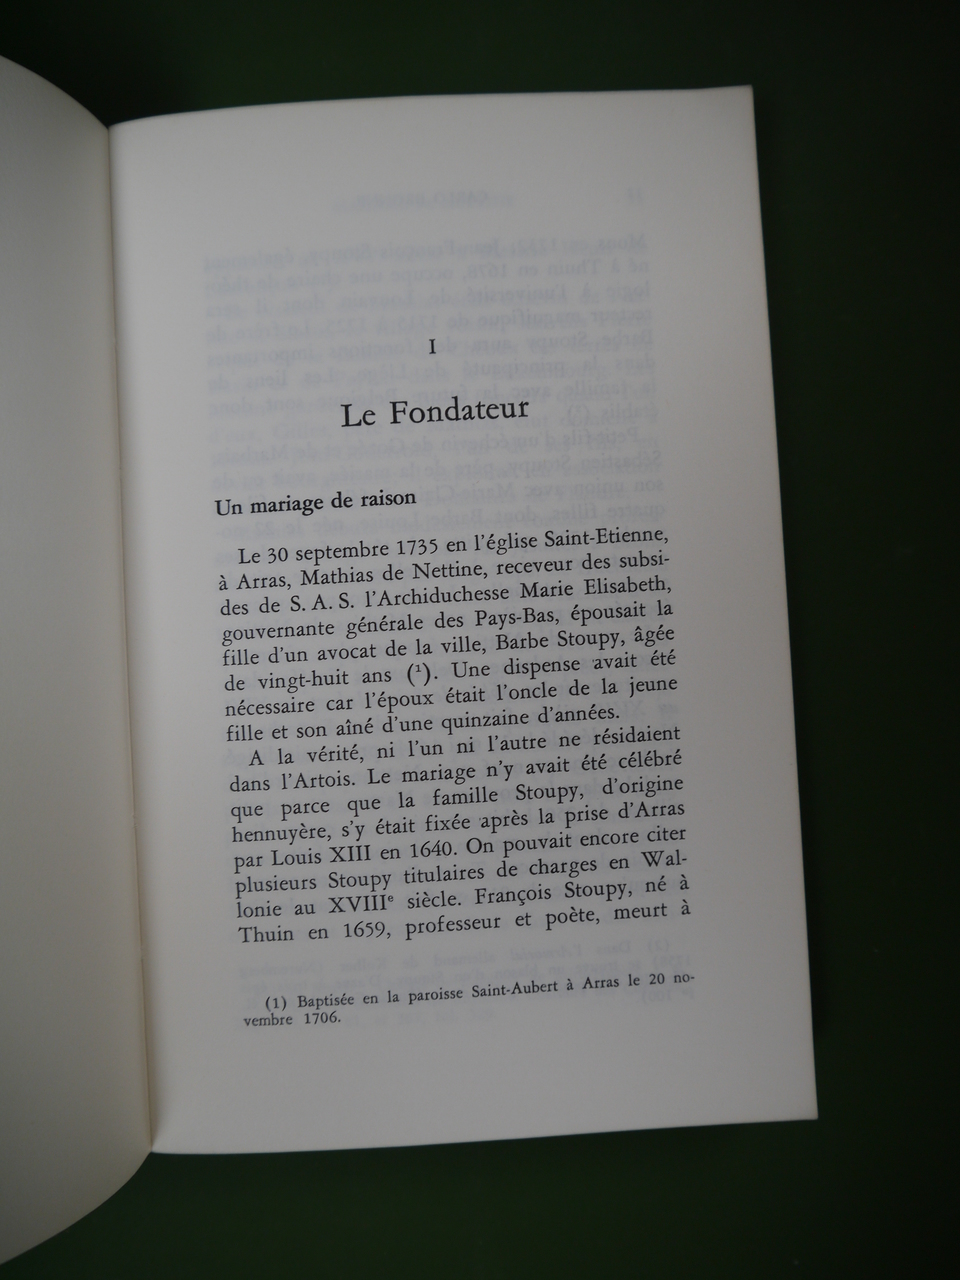 I
Le Fondateur
Un mariage de raison
Le 30 septembre 1735 en l'église Saint-Etienne,
à Arras, Mathias de Nettine, receveur des subsi-
des de S. A. S. l'Archiduchesse Marie Elisabeth,
gouvernante générale des Pays-Bas, épousait la
fille d'un avocat de la ville, Barbe Stoupy, âgée
de vingt-huit ans (¹). Une dispense avait été
nécessaire car l'époux était l'oncle de la jeune
fille et son aîné d'une quinzaine d'années.
A la vérité, ni l'un ni l'autre ne résidaient
dans l'Artois. Le mariage n'y avait été célébré
que parce que la famille Stoupy, d'origine
hennuyère, s'y était fixée après la prise d'Arras
par Louis XIII en 1640. On pouvait encore citer
plusieurs Stoupy titulaires de charges en Wal-
lonie au XVIIIᵉ siècle. François Stoupy, né à
Thuin en 1659, professeur et poète, meurt à
(1) Baptisée en la paroisse Saint-Aubert à Arras le 20 no-
vembre 1706.